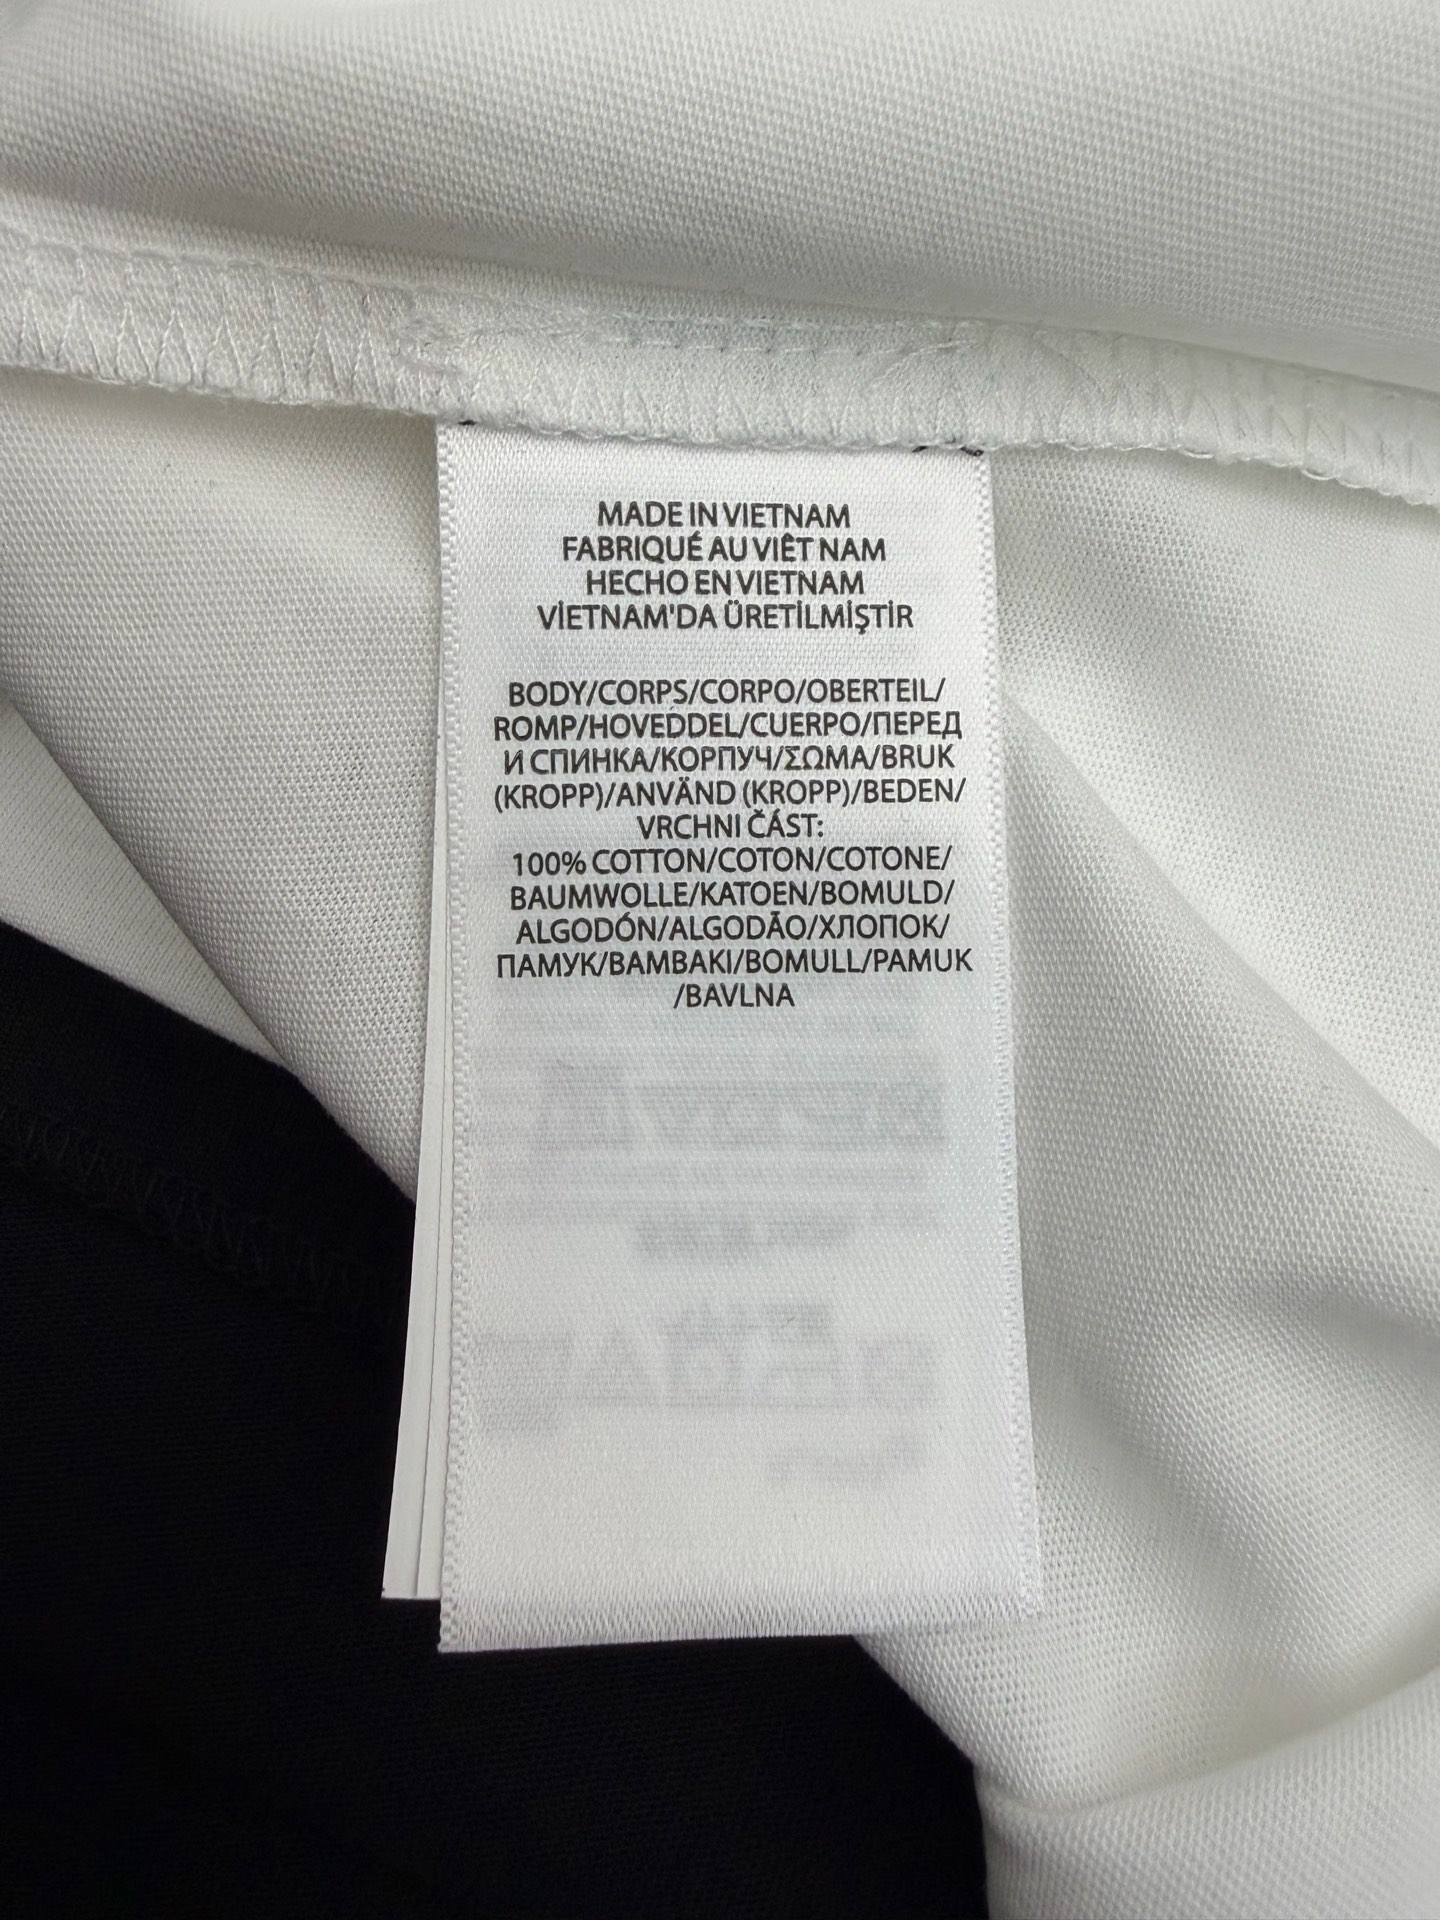 MADE IN VIETNAM
FABRIQUÉ AU VIÊT NAM
HECHO EN VIETNAM
VİETNAM'DA ÜRETİLMİŞTİR
BODY/CORPS/CORPO/OBERTEIL/
ROMP/HOVEDDEL/CUERPO/ПЕРЕД
И СПИНКА/КОРПУЧ/ΣΩΜΑ/BRUK
(KROPP)/ANVÄND (KROPP)/BEDEN/
VRCHNI ČÁST:
100% COTTON/COTON/COTONE/
BAUMWOLLE/KATOEN/BOMULD/
ALGODÓN/ALGODÃO/ХЛОПОК/
ПАМУК/BAMBAKI/BOMULL/PAMUK
/BAVLNA